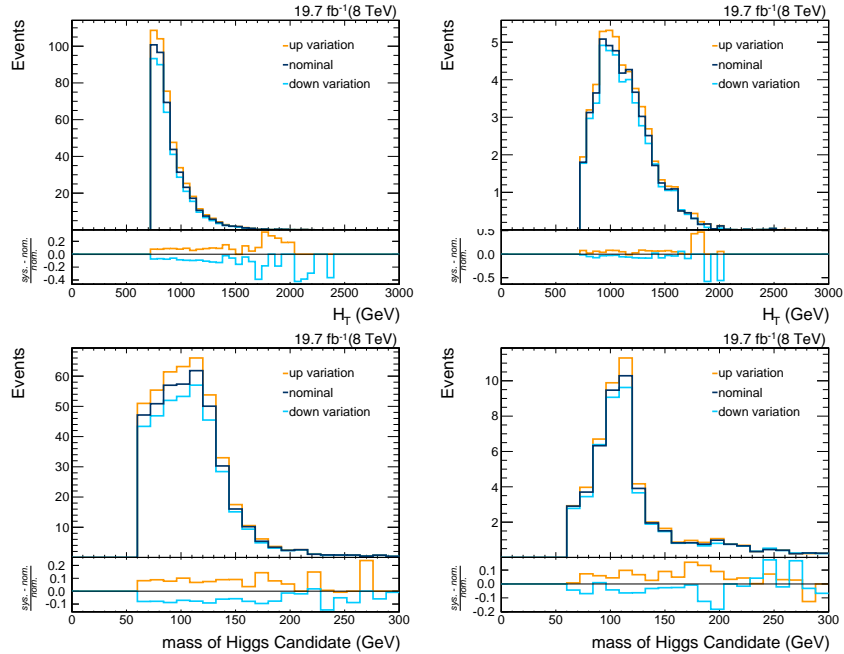 19.7 fb-1(8 TeV)
Events
up variation
nominal
down variation
100
80
60
40
20
sys. - nom.
nom.
0.2
0.0
-0.2
-0.4
0 500 1000 1500 2000 2500 3000
H_T (GeV)
19.7 fb-1(8 TeV)
Events
up variation
nominal
down variation
5
4
3
2
1
sys. - nom.
nom.
0.5
0.0
-0.5
0 500 1000 1500 2000 2500 3000
H_T (GeV)
19.7 fb-1(8 TeV)
Events
up variation
nominal
down variation
60
50
40
30
20
10
sys. - nom.
nom.
0.2
0.1
0.0
-0.1
0 50 100 150 200 250 300
mass of Higgs Candidate (GeV)
19.7 fb-1(8 TeV)
Events
up variation
nominal
down variation
10
8
6
4
2
sys. - nom.
nom.
0.1
0.0
-0.1
-0.2
0 50 100 150 200 250 300
mass of Higgs Candidate (GeV)